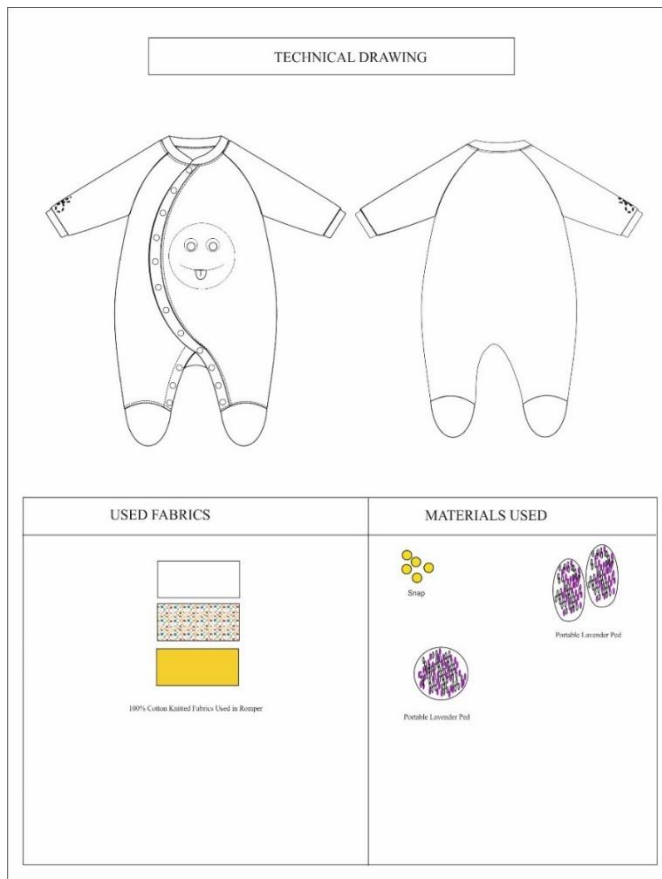 TECHNICAL DRAWING
USED FABRICS
MATERIALS USED
Snap
Portable Lavender Ped
Portable Lavender Ped
100% Cotton Knitted Fabrics Used in Romper